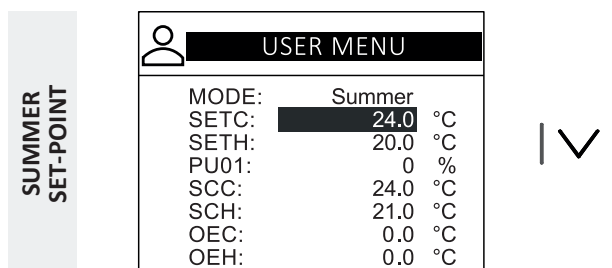 SUMMER
SET-POINT
USER MENU
MODE: Summer
SETC: 24.0 °C
SETH: 20.0 °C
PU01: 0 %
SCC: 24.0 °C
SCH: 21.0 °C
OEC: 0.0 °C
OEH: 0.0 °C